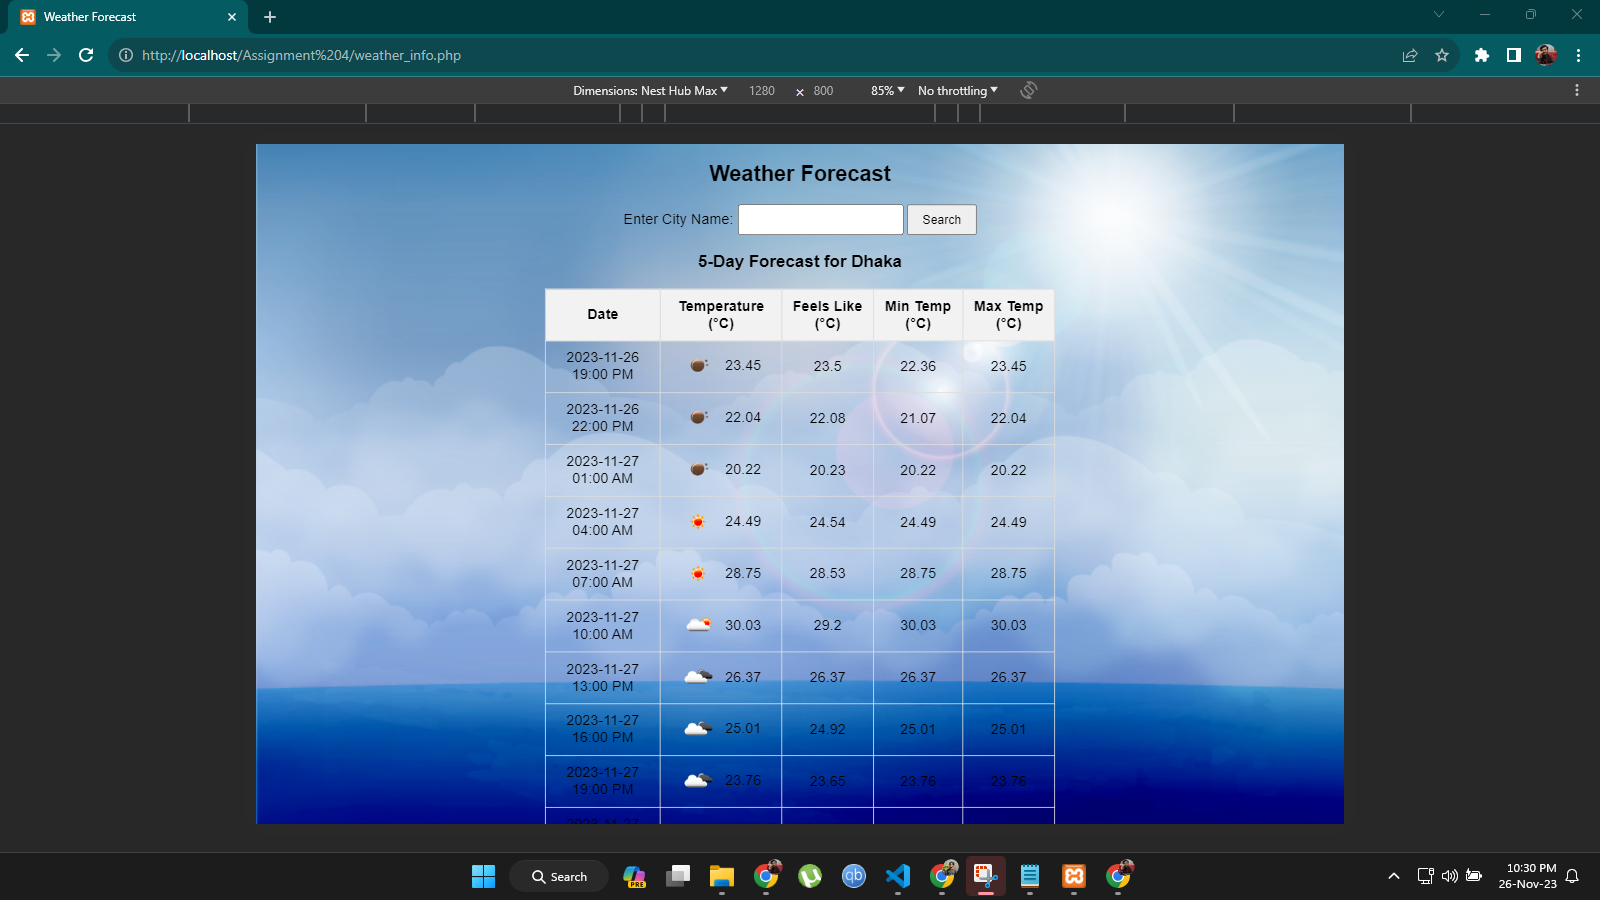 Weather Forecast
http://localhost/Assignment%204/weather_info.php
Dimensions: Nest Hub Max ▼ 1280 × 800 85% ▼ No throttling ▼
Weather Forecast
Enter City Name: Search
5-Day Forecast for Dhaka
Date Temperature (°C) Feels Like (°C) Min Temp (°C) Max Temp (°C)
2023-11-26 19:00 PM 23.45 23.5 22.36 23.45
2023-11-26 22:00 PM 22.04 22.08 21.07 22.04
2023-11-27 01:00 AM 20.22 20.23 20.22 20.22
2023-11-27 04:00 AM 24.49 24.54 24.49 24.49
2023-11-27 07:00 AM 28.75 28.53 28.75 28.75
2023-11-27 10:00 AM 30.03 29.2 30.03 30.03
2023-11-27 13:00 PM 26.37 26.37 26.37 26.37
2023-11-27 16:00 PM 25.01 24.92 25.01 25.01
2023-11-27 19:00 PM 23.76 23.65 23.76 23.76
2023-11-27
Search
PRE
qb
10:30 PM
26-Nov-23